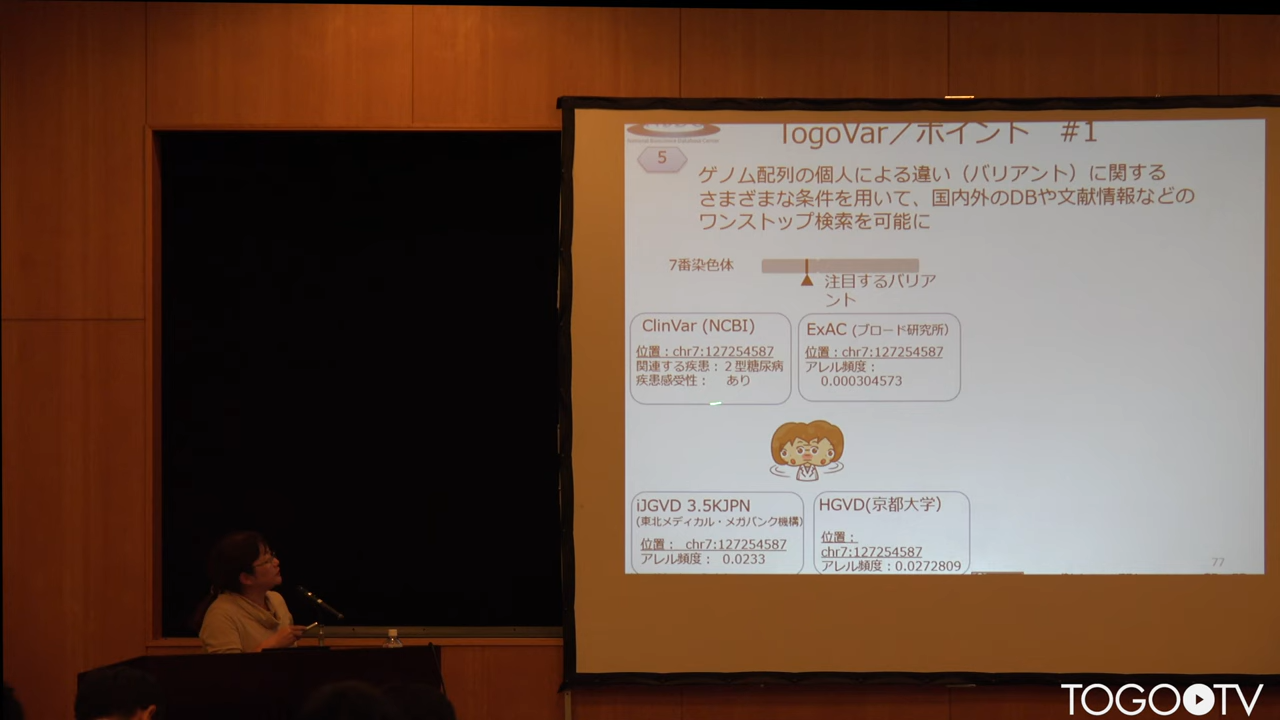 TogoVar／ポイント　#1
5
ゲノム配列の個人による違い（バリアント）に関する
さまざまな条件を用いて、国内外のDBや文献情報などの
ワンストップ検索を可能に
7番染色体
注目するバリア
ント
ClinVar (NCBI)
位置：chr7:127254587
関連する疾患：２型糖尿病
疾患感受性：　あり
ExAC (ブロード研究所)
位置：chr7:127254587
アレル頻度：
0.000304573
iJGVD 3.5KJPN
(東北メディカル・メガバンク機構)
位置：　chr7:127254587
アレル頻度：　0.0233
HGVD(京都大学)
位置：
chr7:127254587
アレル頻度：0.0272809
77
TOGO TV